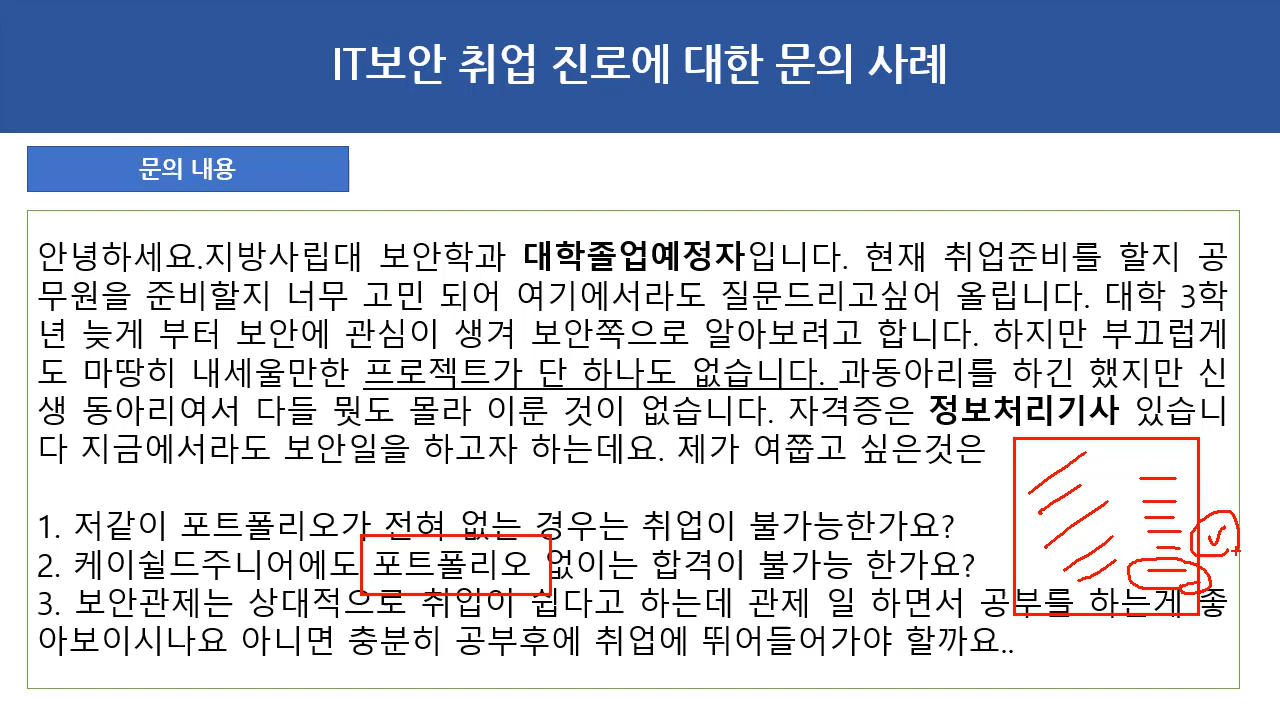 IT보안 취업 진로에 대한 문의 사례
문의 내용
안녕하세요.지방사립대 보안학과 대학졸업예정자입니다. 현재 취업준비를 할지 공
무원을 준비할지 너무 고민 되어 여기에서라도 질문드리고싶어 올립니다. 대학 3학
년 늦게 부터 보안에 관심이 생겨 보안쪽으로 알아보려고 합니다. 하지만 부끄럽게
도 마땅히 내세울만한 프로젝트가 단 하나도 없습니다. 과동아리를 하긴 했지만 신
생 동아리여서 다들 뭣도 몰라 이룬 것이 없습니다. 자격증은 정보처리기사 있습니
다 지금에서라도 보안일을 하고자 하는데요. 제가 여쭙고 싶은것은
1. 저같이 포트폴리오가 전혀 없는 경우는 취업이 불가능한가요?
2. 케이쉴드주니어에도 포트폴리오 없이는 합격이 불가능 한가요?
3. 보안관제는 상대적으로 취업이 쉽다고 하는데 관제 일 하면서 공부를 하는게 좋
아보이시나요 아니면 충분히 공부후에 취업에 뛰어들어가야 할까요..